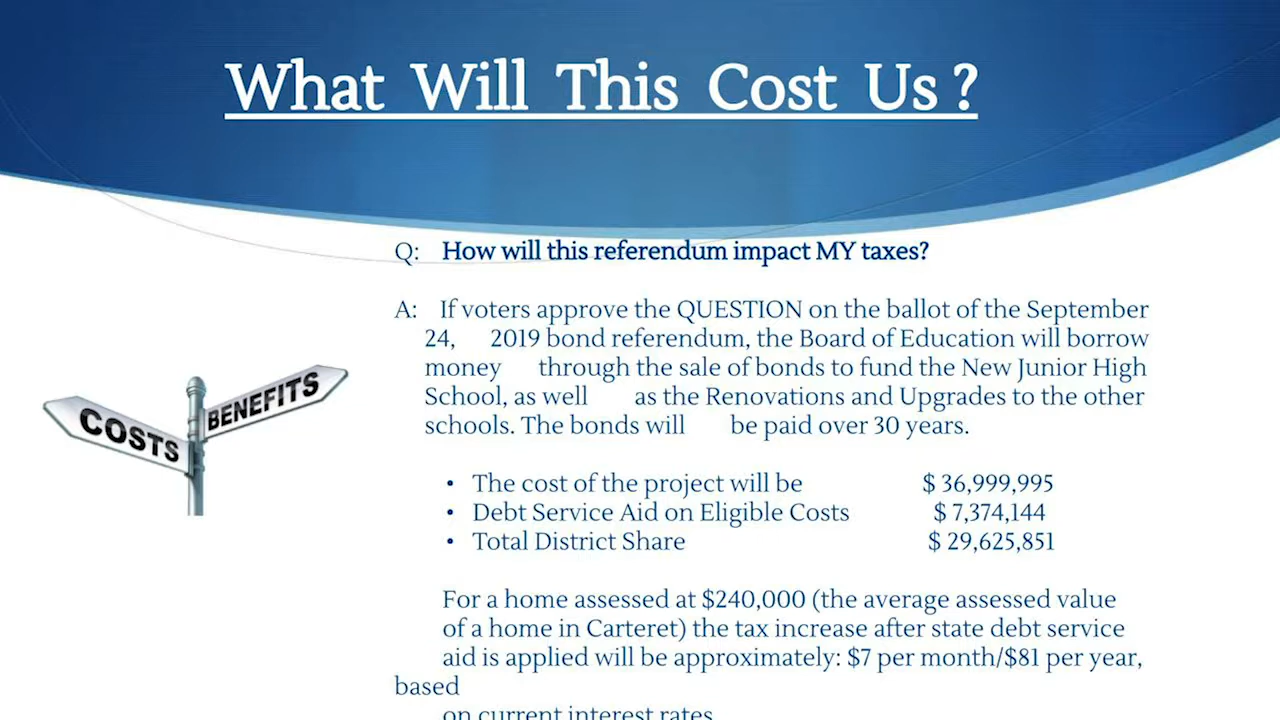 What Will This Cost Us ?
Q: How will this referendum impact MY taxes?
A: If voters approve the QUESTION on the ballot of the September
24, 2019 bond referendum, the Board of Education will borrow
money through the sale of bonds to fund the New Junior High
School, as well as the Renovations and Upgrades to the other
schools. The bonds will be paid over 30 years.
COSTS
BENEFITS
• The cost of the project will be $ 36,999,995
• Debt Service Aid on Eligible Costs $ 7,374,144
• Total District Share $ 29,625,851
For a home assessed at $240,000 (the average assessed value
of a home in Carteret) the tax increase after state debt service
aid is applied will be approximately: $7 per month/$81 per year,
based
on current interest rates